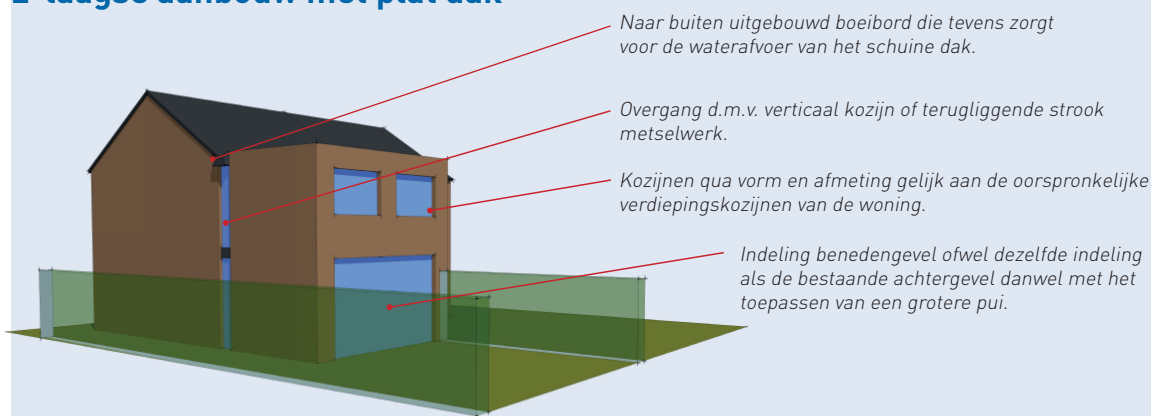 2-laagse aanbouw met plat dak
Naar buiten uitgebouwd boeibord die tevens zorgt
voor de waterafvoer van het schuine dak.
Overgang d.m.v. verticaal kozijn of terugliggende strook
metselwerk.
Kozijnen qua vorm en afmeting gelijk aan de oorspronkelijke
verdiepingskozijnen van de woning.
Indeling benedengevel ofwel dezelfde indeling
als de bestaande achtergevel danwel met het
toepassen van een grotere pui.